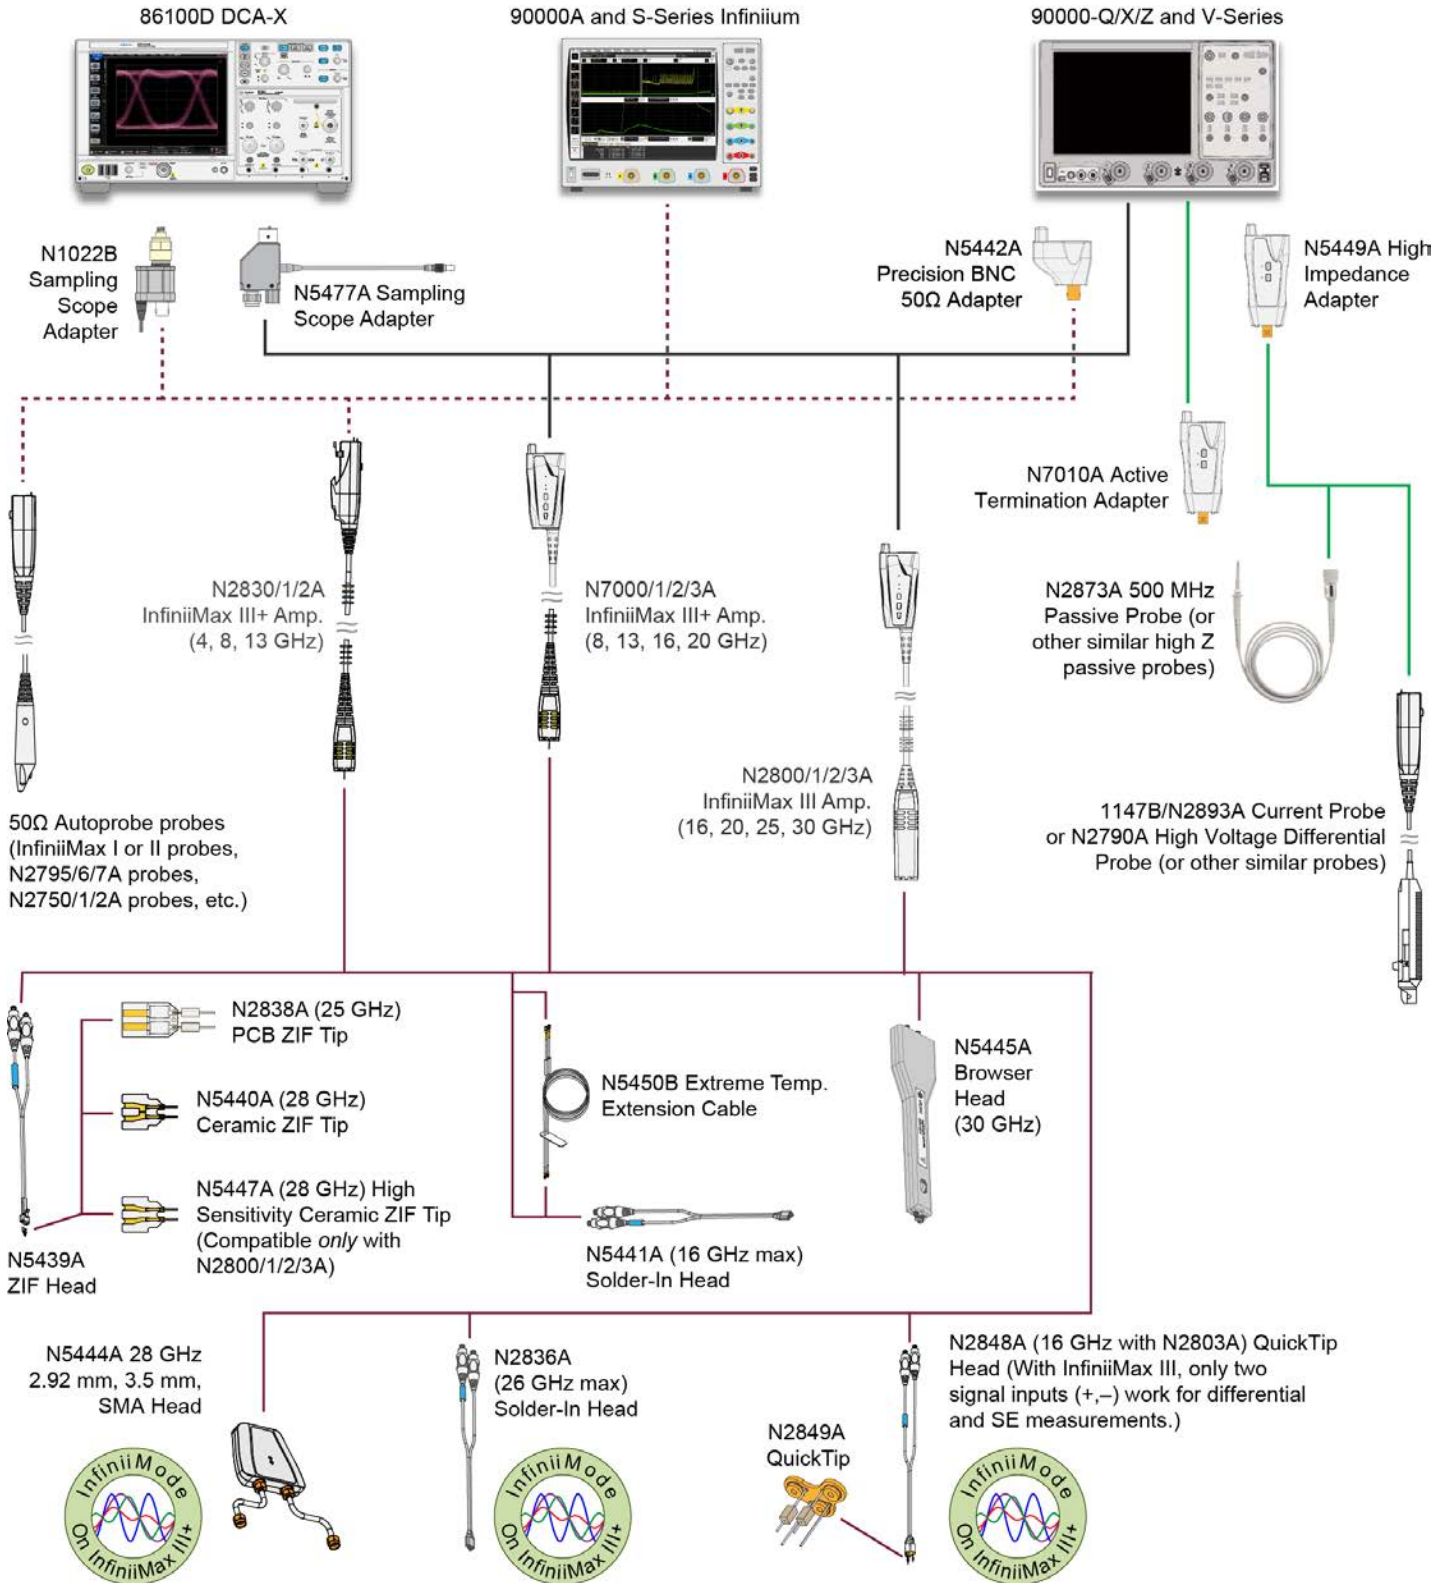 86100D DCA-X
90000A and S-Series Infiniium
90000-Q/X/Z and V-Series
N1022B
Sampling
Scope
Adapter
N5477A Sampling
Scope Adapter
N5442A
Precision BNC
50Ω Adapter
N5449A High
Impedance
Adapter
N7010A Active
Termination Adapter
N2830/1/2A
InfiniiMax III+ Amp.
(4, 8, 13 GHz)
N7000/1/2/3A
InfiniiMax III+ Amp.
(8, 13, 16, 20 GHz)
N2873A 500 MHz
Passive Probe (or
other similar high Z
passive probes)
N2800/1/2/3A
InfiniiMax III Amp.
(16, 20, 25, 30 GHz)
50Ω Autoprobe probes
(InfiniiMax I or II probes,
N2795/6/7A probes,
N2750/1/2A probes, etc.)
1147B/N2893A Current Probe
or N2790A High Voltage Differential
Probe (or other similar probes)
N2838A (25 GHz)
PCB ZIF Tip
N5440A (28 GHz)
Ceramic ZIF Tip
N5447A (28 GHz) High
Sensitivity Ceramic ZIF Tip
(Compatible only with
N2800/1/2/3A)
N5439A
ZIF Head
N5450B Extreme Temp.
Extension Cable
N5441A (16 GHz max)
Solder-In Head
N5445A
Browser
Head
(30 GHz)
N5444A 28 GHz
2.92 mm, 3.5 mm,
SMA Head
N2836A
(26 GHz max)
Solder-In Head
N2848A (16 GHz with N2803A) QuickTip
Head (With InfiniiMax III, only two
signal inputs (+,–) work for differential
and SE measurements.)
N2849A
QuickTip
InfiniiMode
On InfiniiMax III+
InfiniiMode
On InfiniiMax III+
InfiniiMode
On InfiniiMax III+